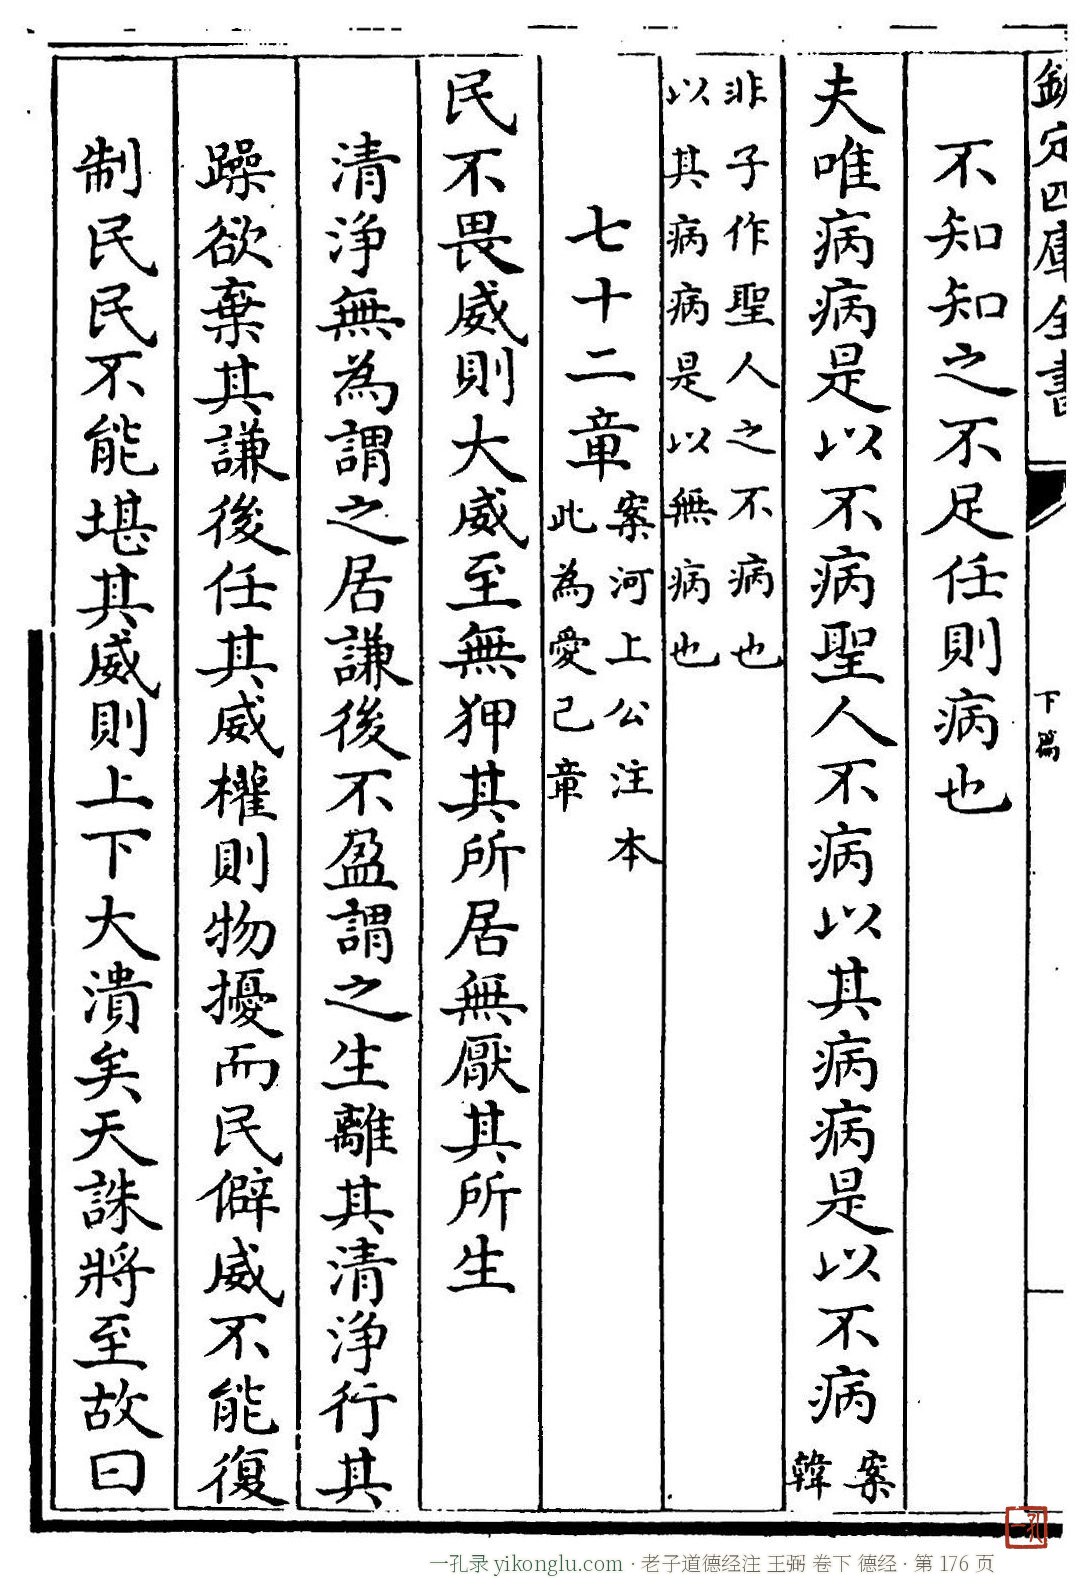 欽定四庫全書
下篇
不知知之不足任則病也
夫唯病病是以不病聖人不病以其病病是以不病案韓
非子作聖人之不病也
以其病病是以無病也
七十二章案河上公注本
此為愛己章
民不畏威則大威至無狎其所居無厭其所生
清淨無為謂之居謙後不盈謂之生離其清淨行其
躁欲棄其謙後任其威權則物擾而民僻威不能復
制民民不能堪其威則上下大潰矣天誅將至故曰
一孔
一孔录 yikonglu.com · 老子道德经注 王弼 卷下 德经 · 第 176 页